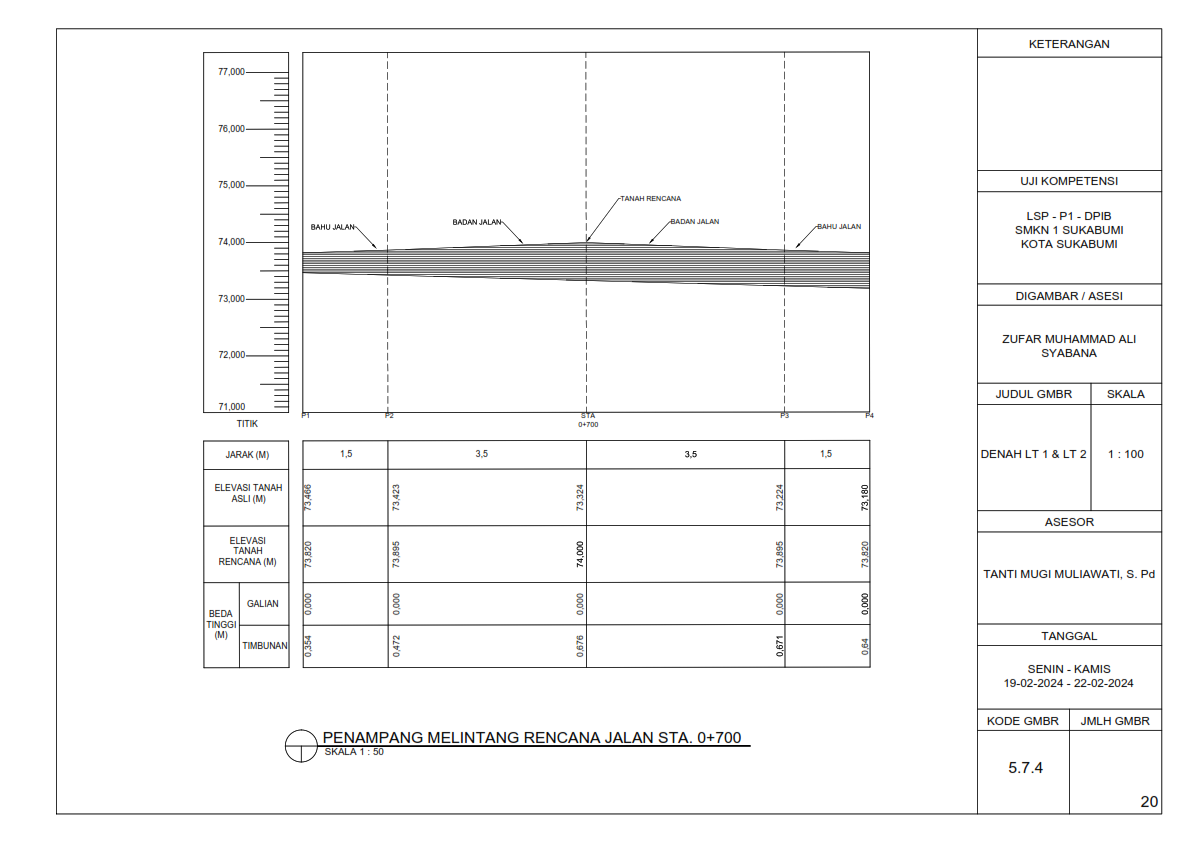 KETERANGAN
77,000
76,000
75,000
74,000
73,000
72,000
71,000
TITIK
TANAH RENCANA
BAHU JALAN
BADAN JALAN
BADAN JALAN
BAHU JALAN
P1
P2
STA
0+700
P3
P4
JARAK (M)
1,5
3,5
3,5
1,5
ELEVASI TANAH
ASLI (M)
73,466
73,423
73,324
73,224
73,180
ELEVASI
TANAH
RENCANA (M)
73,820
73,895
74,000
73,895
73,820
BEDA
TINGGI
(M)
GALIAN
0,000
0,000
0,000
0,000
0,000
TIMBUNAN
0,354
0,472
0,676
0,671
0,64
PENAMPANG MELINTANG RENCANA JALAN STA. 0+700
SKALA 1 : 50
UJI KOMPETENSI
LSP - P1 - DPIB
SMKN 1 SUKABUMI
KOTA SUKABUMI
DIGAMBAR / ASESI
ZUFAR MUHAMMAD ALI
SYABANA
JUDUL GMBR
SKALA
DENAH LT 1 & LT 2
1 : 100
ASESOR
TANTI MUGI MULIAWATI, S. Pd
TANGGAL
SENIN - KAMIS
19-02-2024 - 22-02-2024
KODE GMBR
JMLH GMBR
5.7.4
20